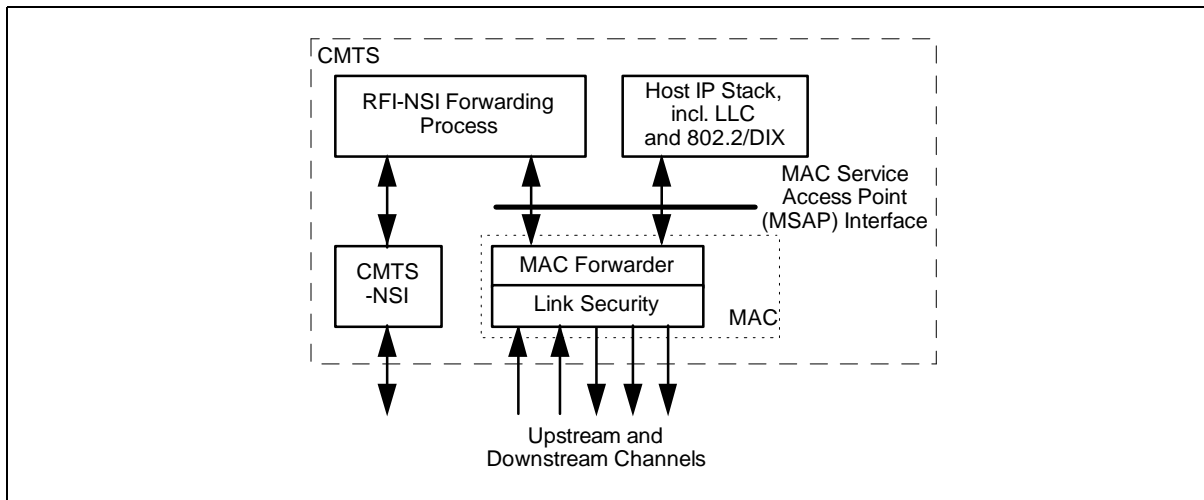 CMTS
RFI-NSI Forwarding
Process
Host IP Stack,
incl. LLC
and 802.2/DIX
MAC Service
Access Point
(MSAP) Interface
CMTS
-NSI
MAC Forwarder
Link Security
MAC
Upstream and
Downstream Channels